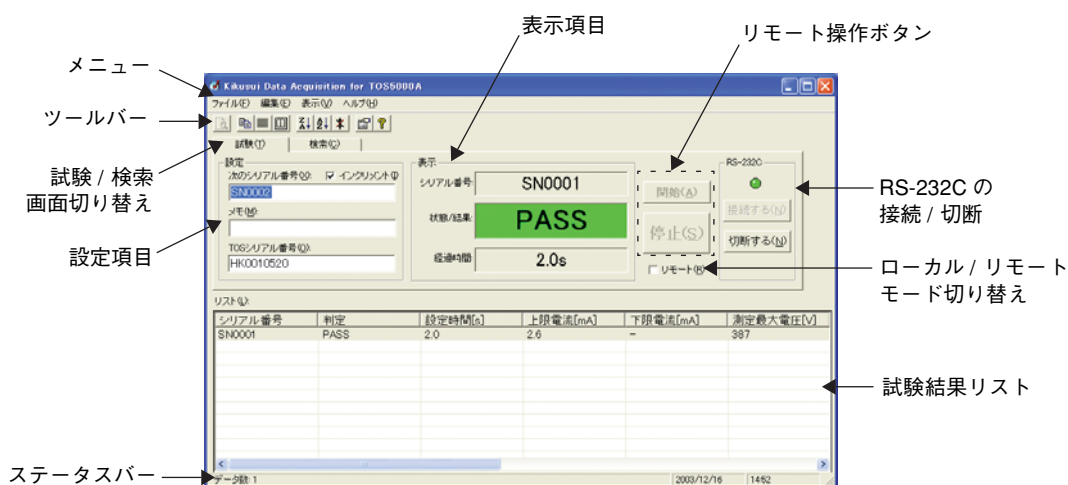 表示項目
リモート操作ボタン
メニュー
Kikusui Data Acquisition for TOS5000A
ファイル(F) 編集(E) 表示(V) ヘルプ(H)
ツールバー
試験(T) 検索(C)
試験 / 検索
画面切り替え
設定
次のシリアル番号(X): インクリメント(I)
SN0002
メモ(M):
TOSシリアル番号(O):
HK0010520
設定項目
表示
シリアル番号: SN0001
状態/結果: PASS
経過時間: 2.0s
開始(A)
停止(S)
リモート(R)
RS-232C
接続する(N)
切断する(N)
RS-232C の
接続 / 切断
ローカル / リモート
モード切り替え
リスト(L):
シリアル番号 判定 設定時間[s] 上限電流[mA] 下限電流[mA] 測定最大電圧[V]
SN0001 PASS 2.0 2.6 - 387
試験結果リスト
ステータスバー
データ数: 1 2003/12/16 14:52